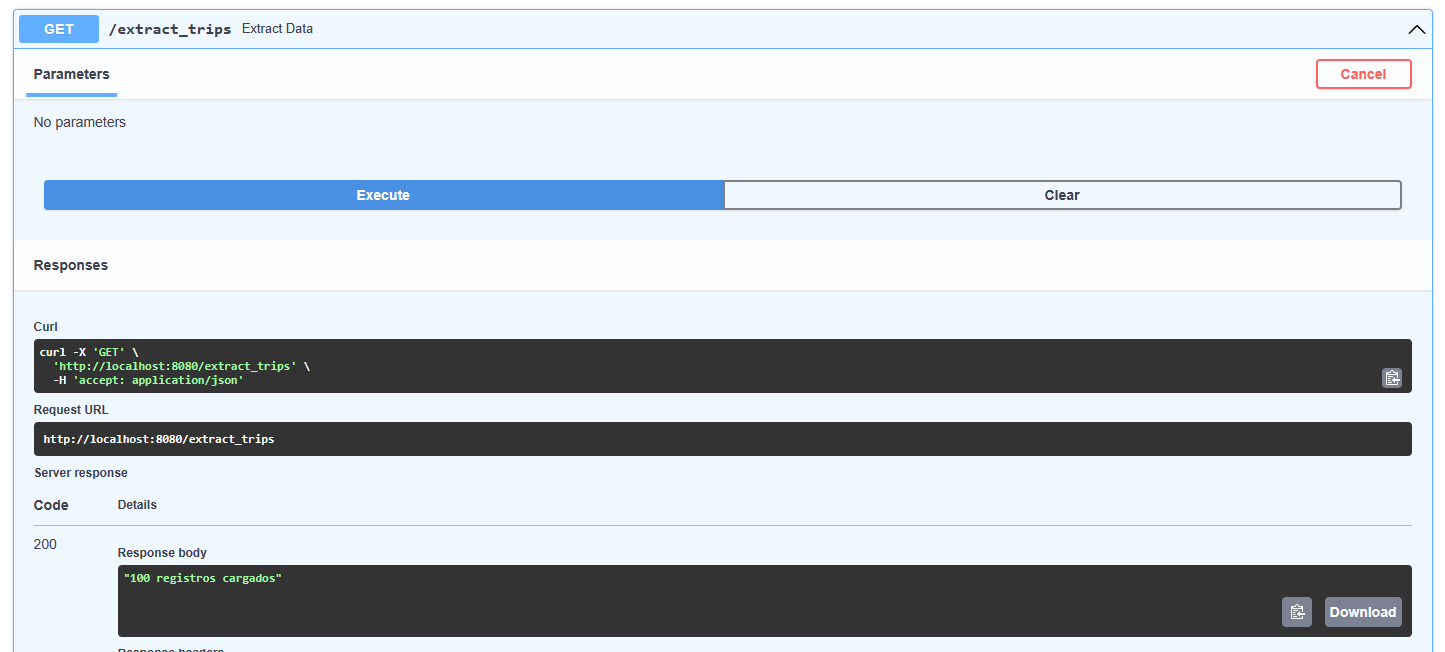 GET /extract_trips Extract Data
Parameters
Cancel
No parameters
Execute
Clear
Responses
Curl
curl -X 'GET' \
'http://localhost:8080/extract_trips' \
-H 'accept: application/json'
Request URL
http://localhost:8080/extract_trips
Server response
Code Details
200
Response body
"100 registros cargados"
Download
Response headers